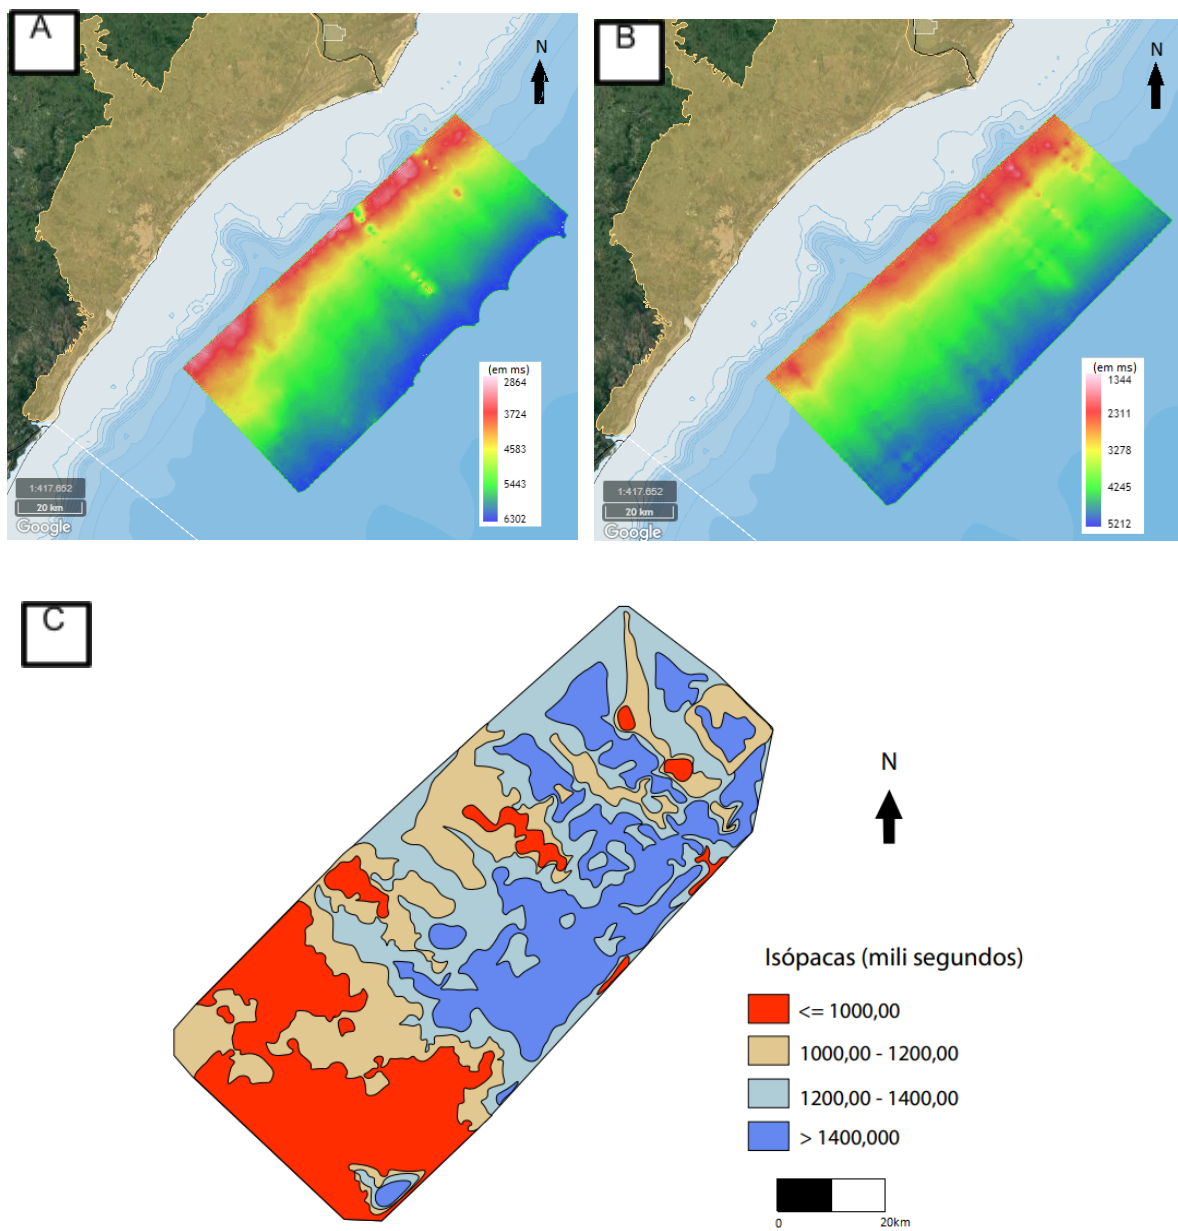 A
N
(em ms)
2864
3724
4583
5443
6302
1:417.652
20 km
Google
B
N
(em ms)
1344
2311
3278
4245
5212
1:417.652
20 km
Google
C
N
Isópacas (mili segundos)
<= 1000,00
1000,00 - 1200,00
1200,00 - 1400,00
> 1400,000
0 20km